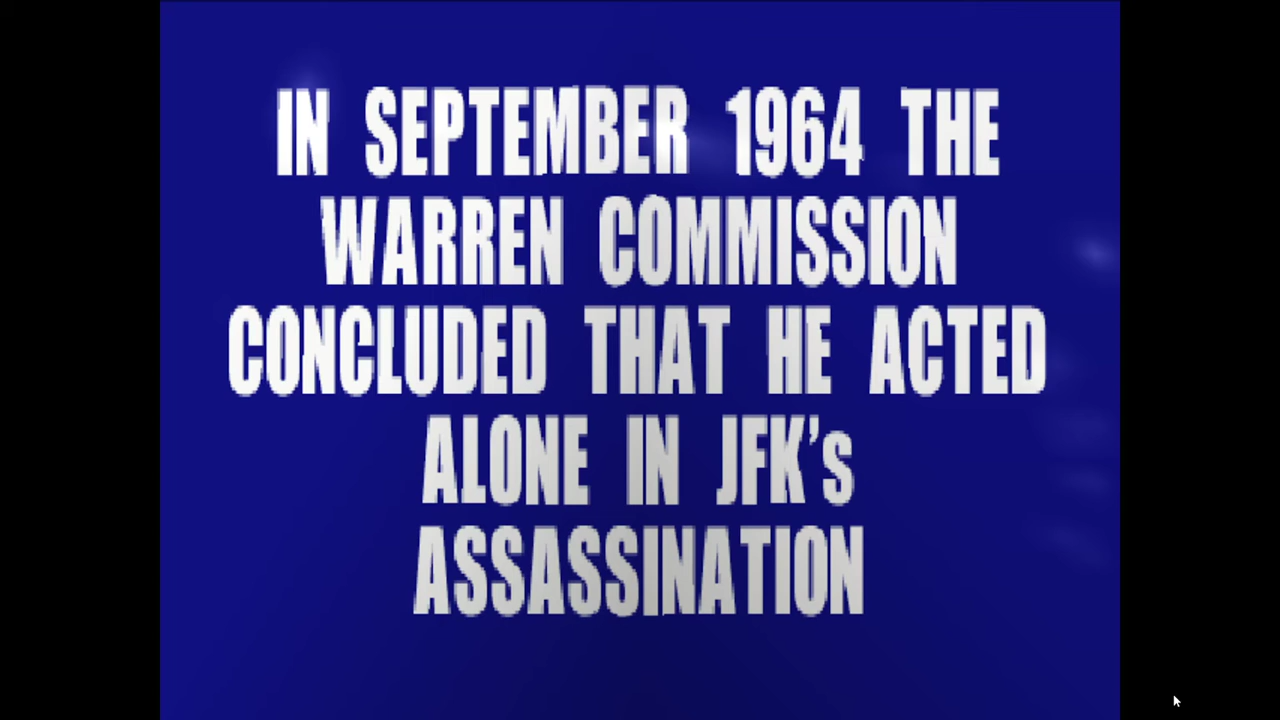 IN SEPTEMBER 1964 THE
WARREN COMMISSION
CONCLUDED THAT HE ACTED
ALONE IN JFK's
ASSASSINATION